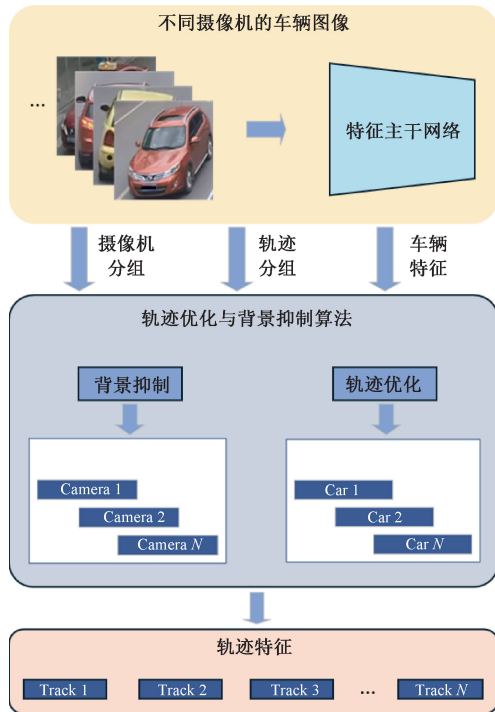 不同摄像机的车辆图像
...
特征主干网络
摄像机
分组
轨迹
分组
车辆
特征
轨迹优化与背景抑制算法
背景抑制
轨迹优化
Camera 1
Camera 2
Camera N
Car 1
Car 2
Car N
轨迹特征
Track 1
Track 2
Track 3
...
Track N